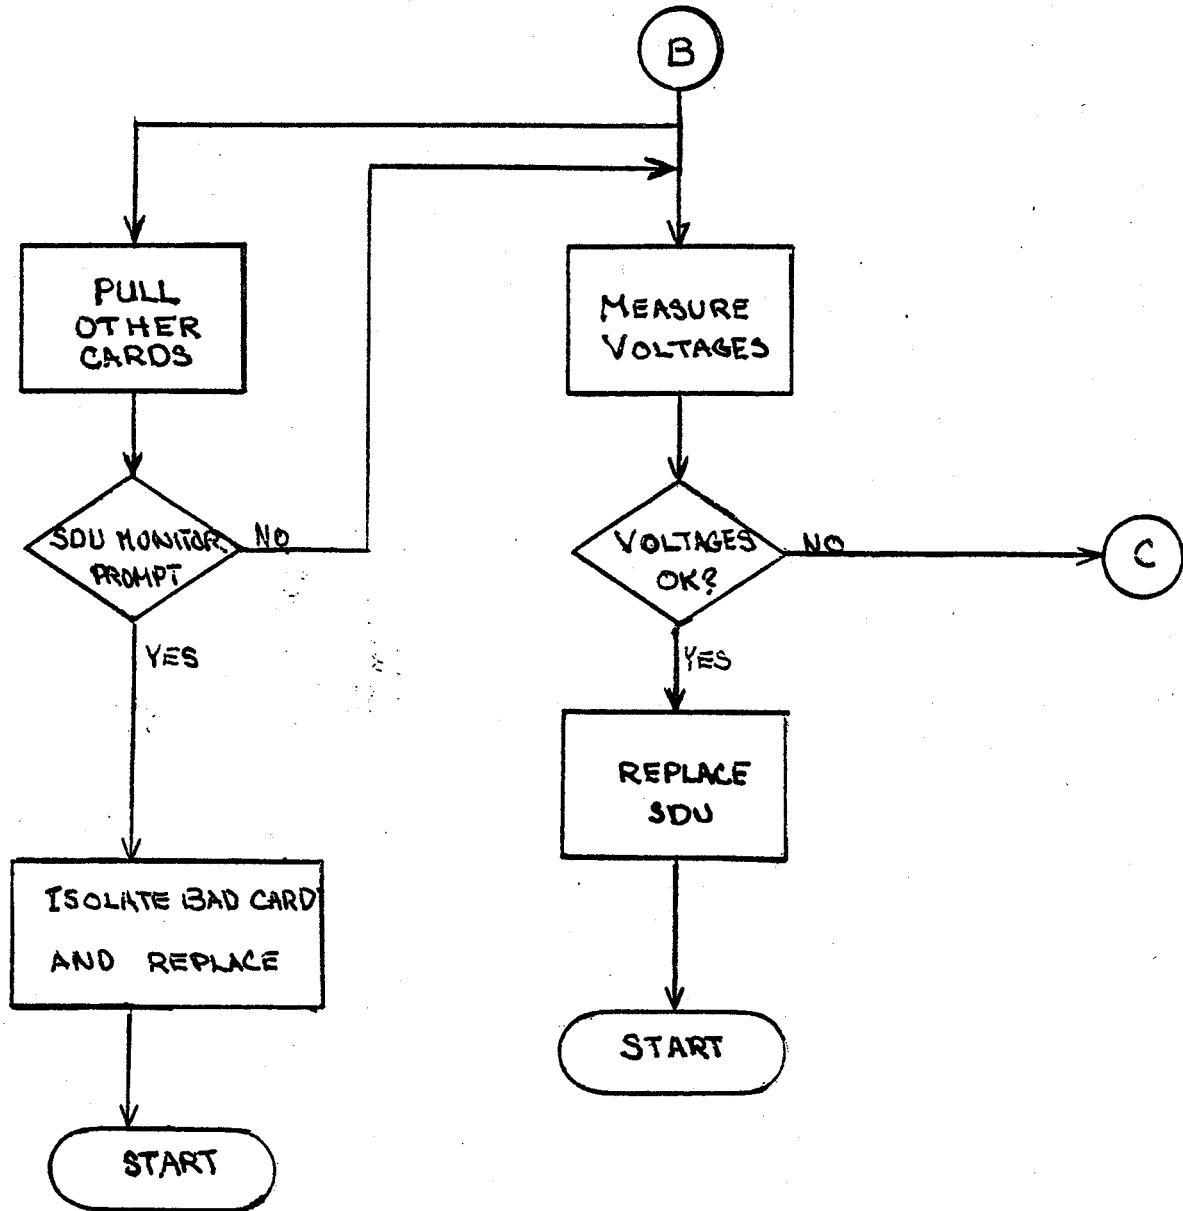 B
PULL
OTHER
CARDS
MEASURE
VOLTAGES
SDU MONITOR
PROMPT
NO
YES
VOLTAGES
OK?
NO
C
YES
REPLACE
SDU
ISOLATE BAD CARD
AND REPLACE
START
START